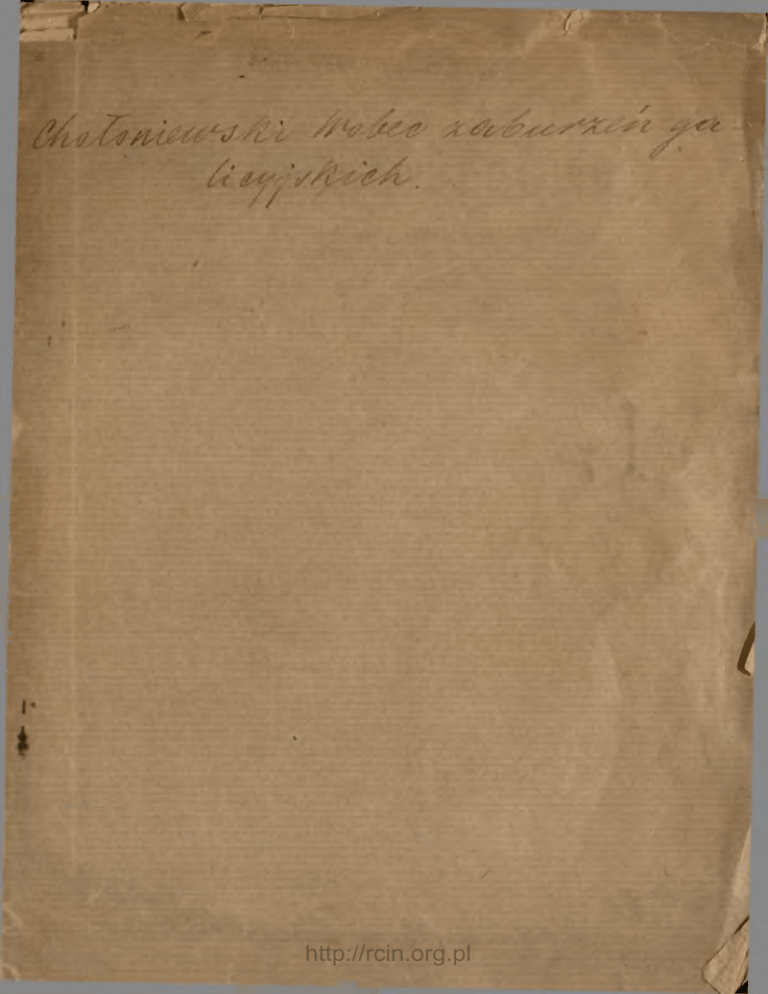 Chołoniewski Wobec zaburzeń ga-
licyjskich.
http://rcin.org.pl